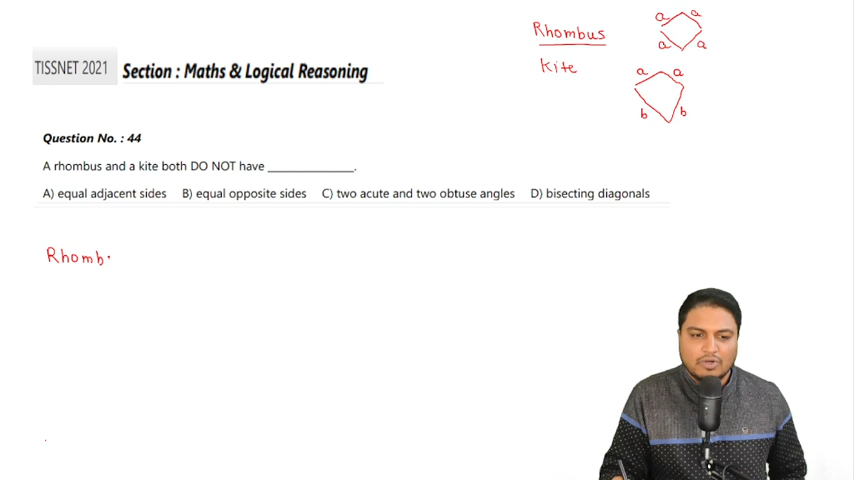 Rhombus a a
a a
Kite a a
b b
TISSNET 2021 Section : Maths & Logical Reasoning
Question No. : 44
A rhombus and a kite both DO NOT have _______________.
A) equal adjacent sides B) equal opposite sides C) two acute and two obtuse angles D) bisecting diagonals
Rhomb